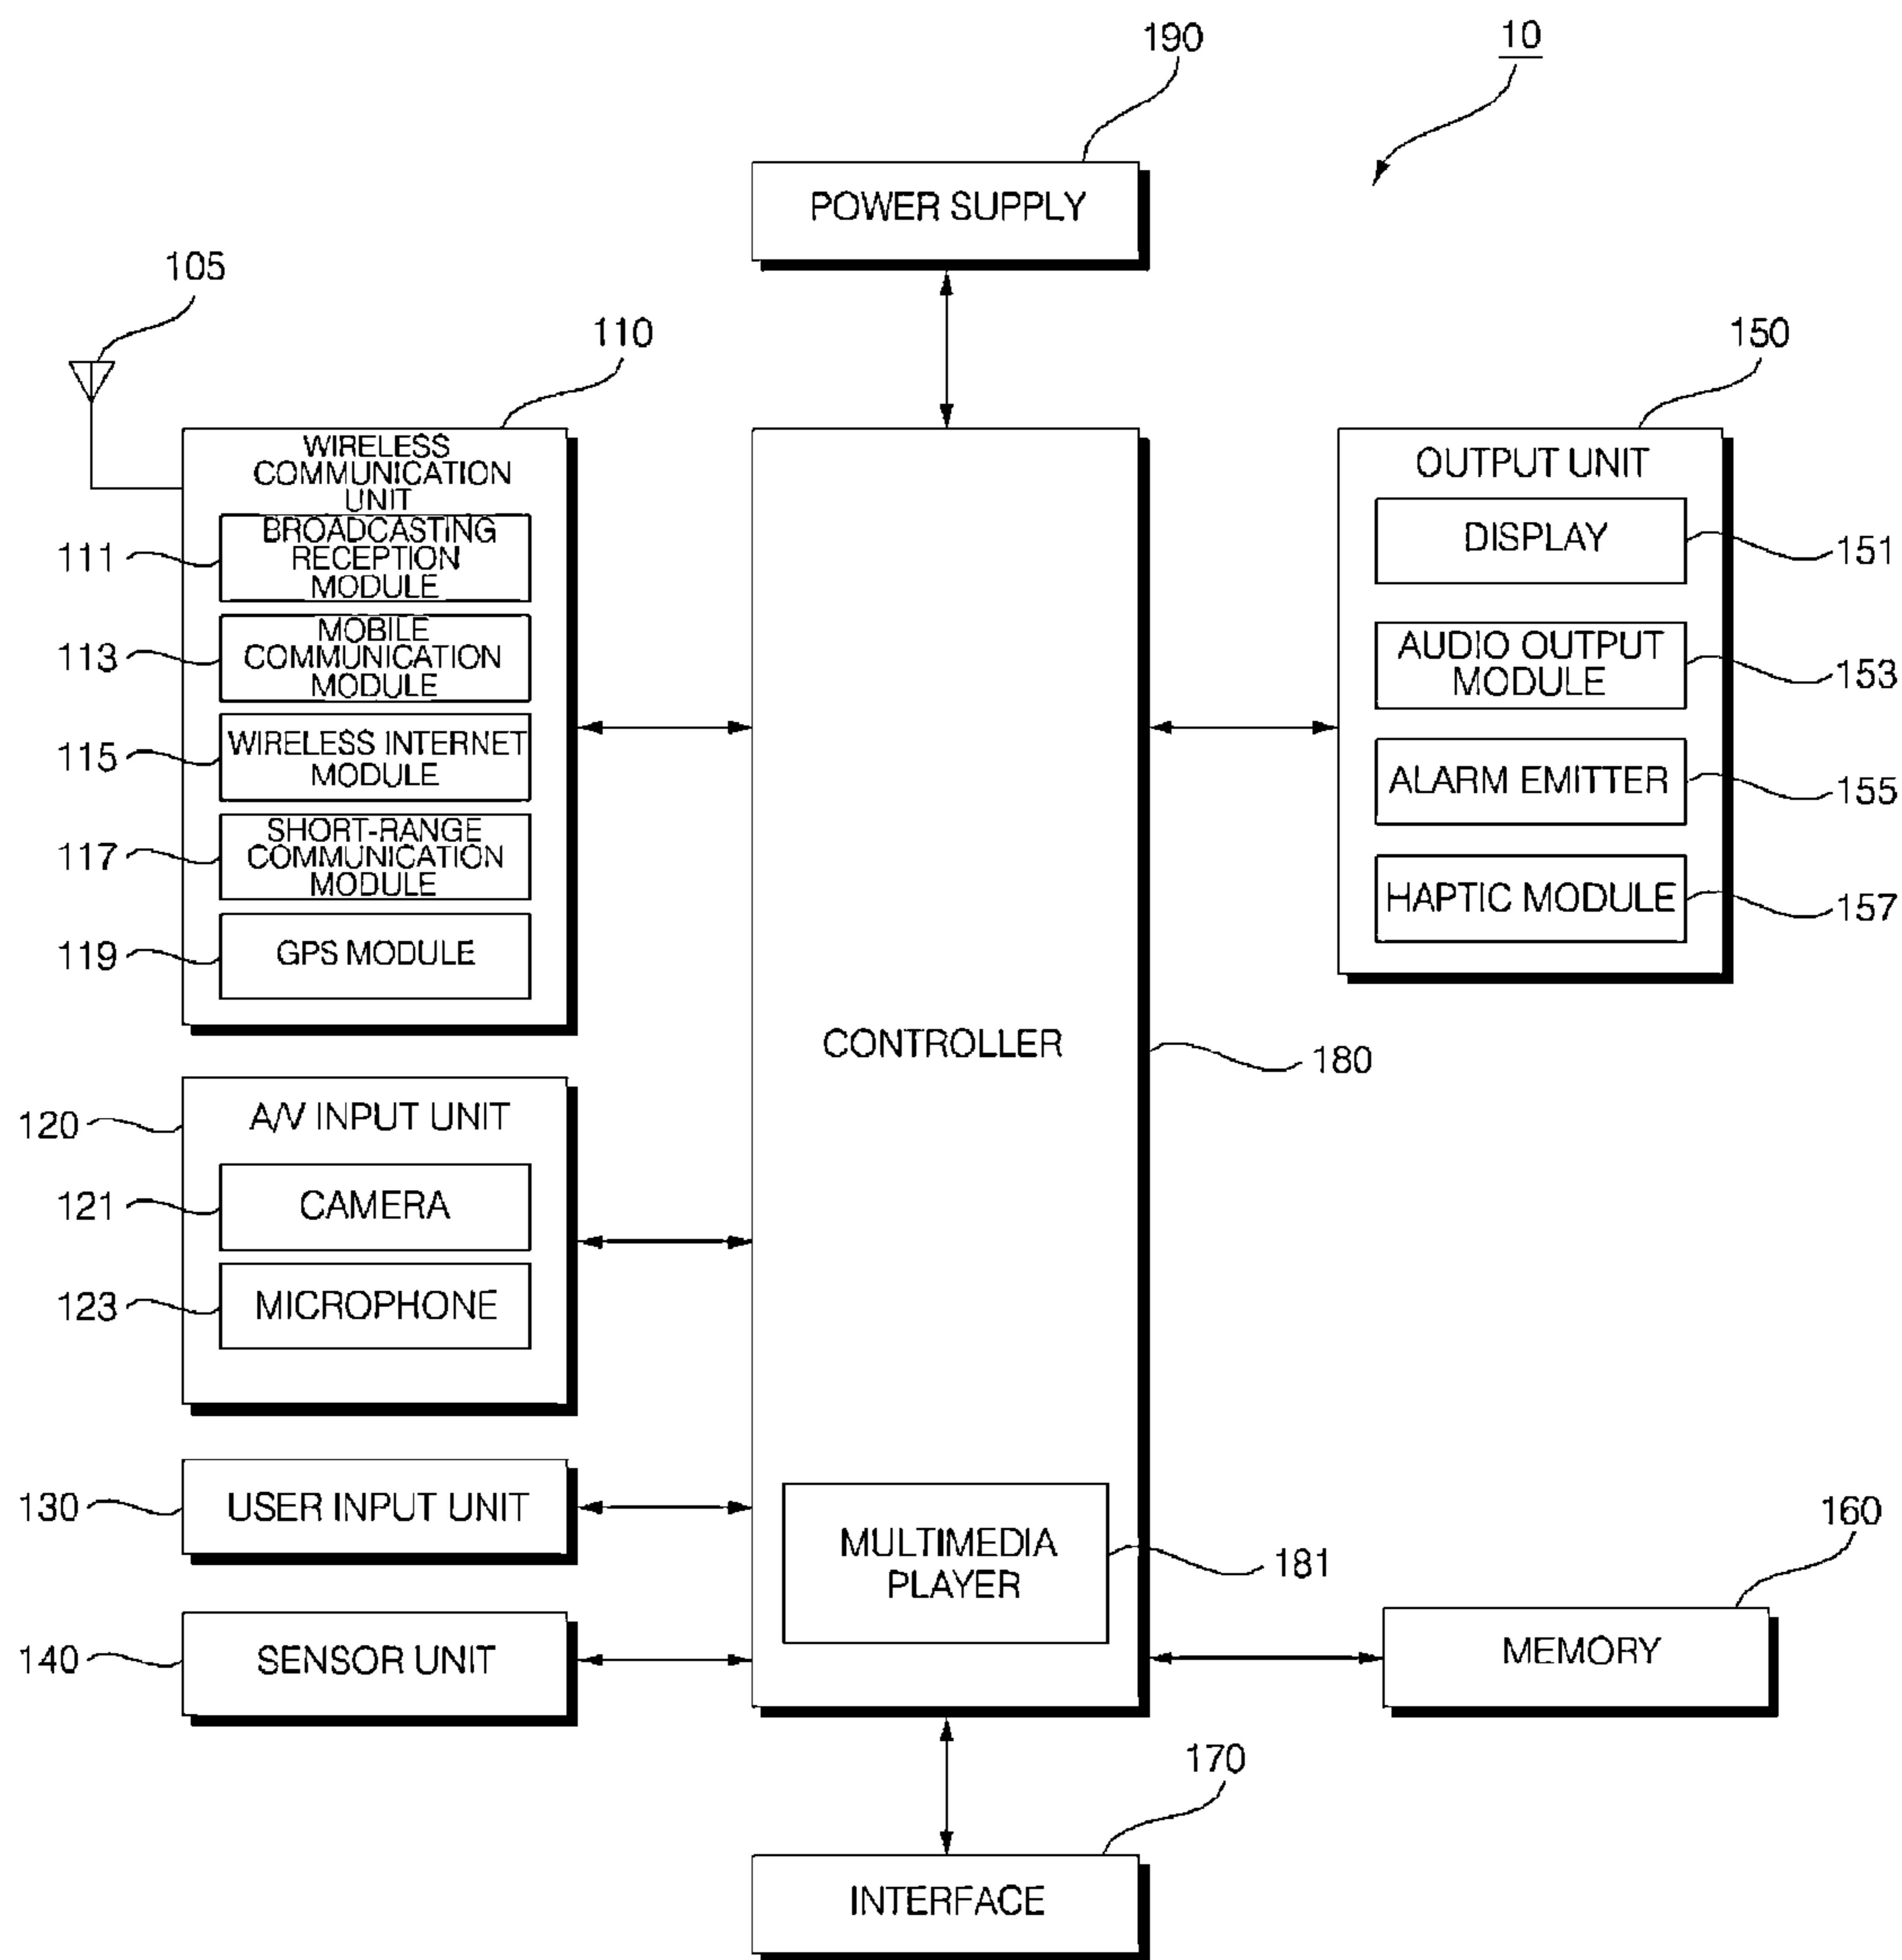 190
10
POWER SUPPLY
105
110
150
WIRELESS
COMMUNICATION
UNIT
OUTPUT UNIT
111
BROADCASTING
RECEPTION
MODULE
DISPLAY
151
113
MOBILE
COMMUNICATION
MODULE
AUDIO OUTPUT
MODULE
153
115
WIRELESS INTERNET
MODULE
ALARM EMITTER
155
117
SHORT-RANGE
COMMUNICATION
MODULE
HAPTIC MODULE
157
119
GPS MODULE
CONTROLLER
180
120
A/V INPUT UNIT
121
CAMERA
123
MICROPHONE
130
USER INPUT UNIT
MULTIMEDIA
PLAYER
181
160
140
SENSOR UNIT
MEMORY
170
INTERFACE